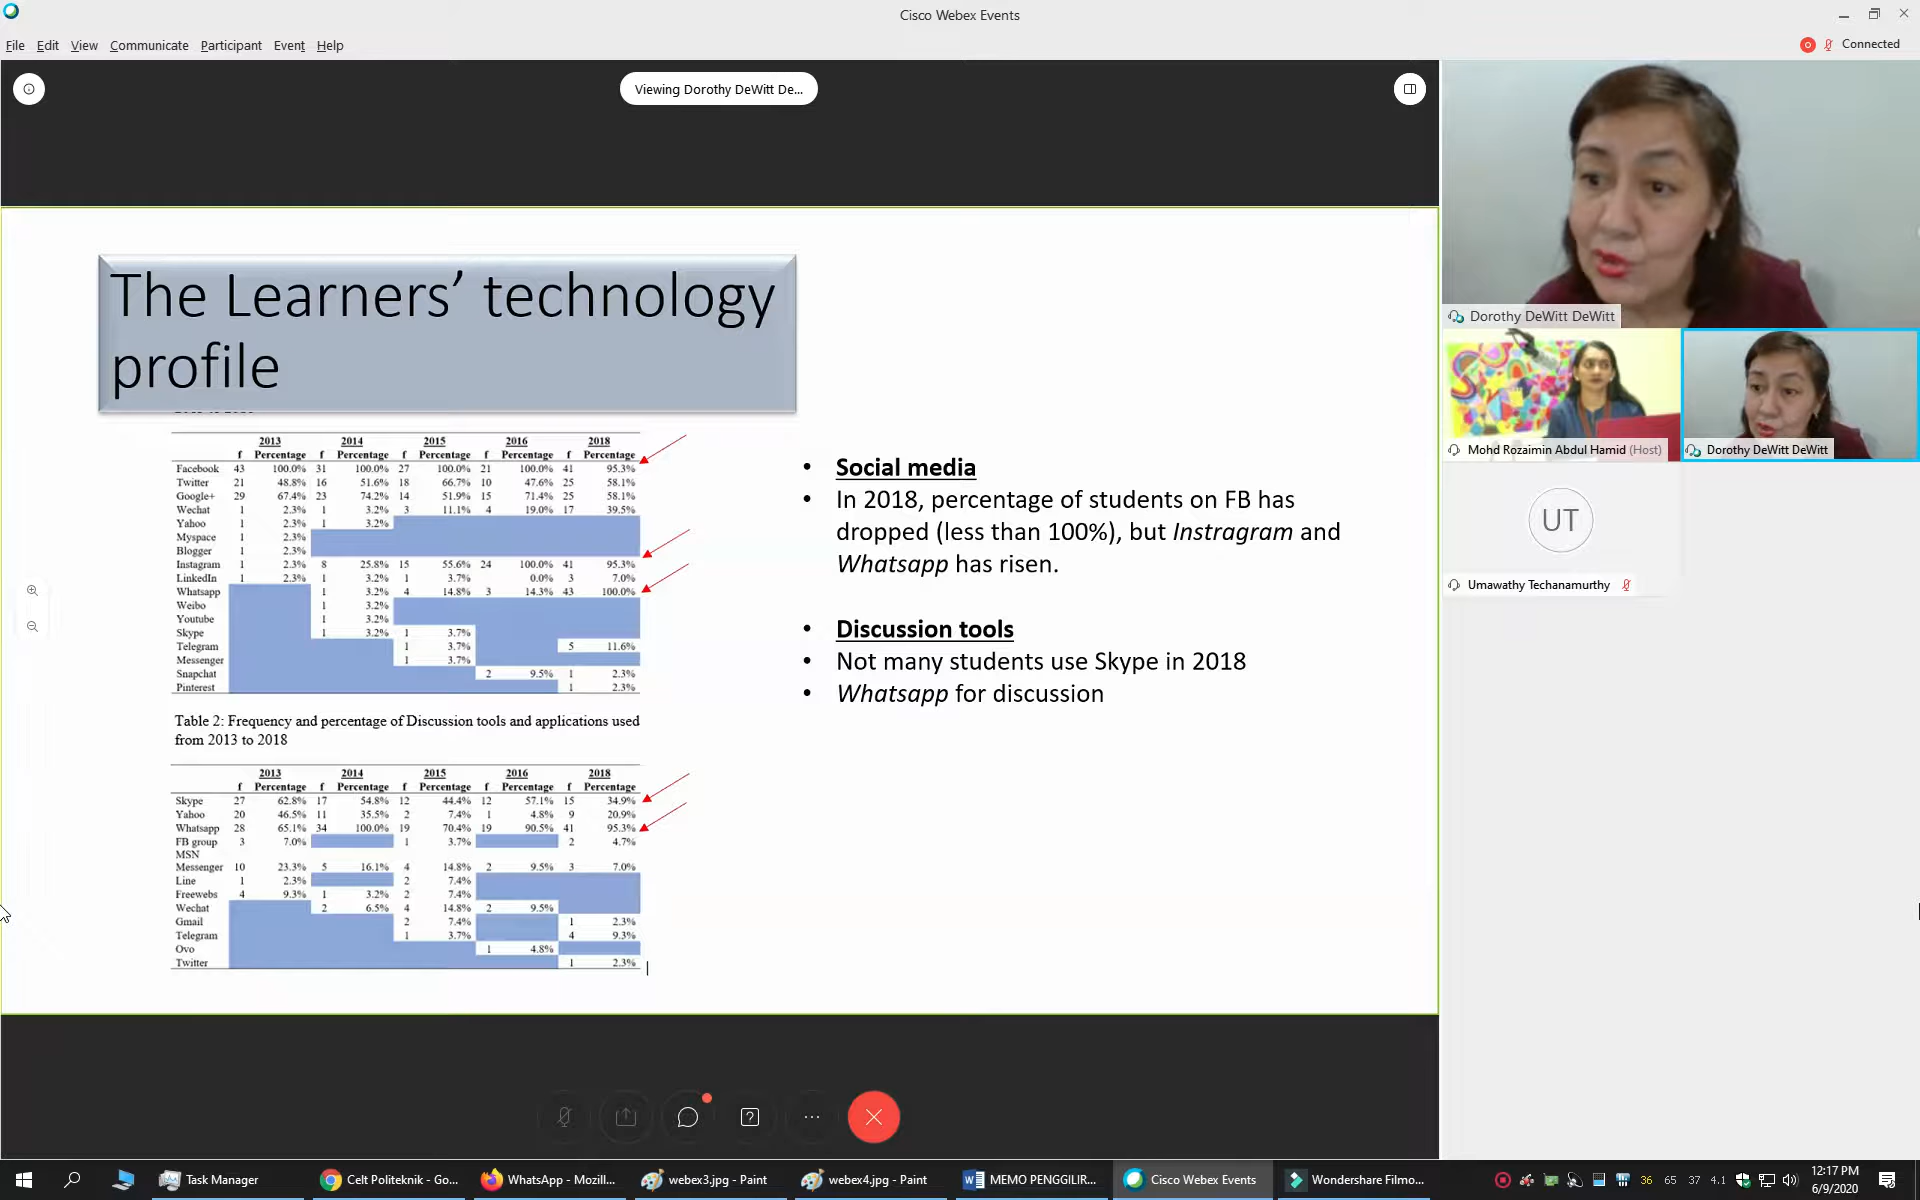 Cisco Webex Events
File Edit View Communicate Participant Event Help
Connected
Viewing Dorothy DeWitt De...
The Learners’ technology
profile
2013 2014 2015 2016 2018
f Percentage f Percentage f Percentage f Percentage f Percentage
Facebook 43 100.0% 31 100.0% 27 100.0% 21 100.0% 41 95.3%
Twitter 21 48.8% 16 51.6% 18 66.7% 10 47.6% 25 58.1%
Google+ 29 67.4% 23 74.2% 14 51.9% 15 71.4% 25 58.1%
Wechat 1 2.3% 1 3.2% 3 11.1% 4 19.0% 17 39.5%
Yahoo 1 2.3% 1 3.2%
Myspace 1 2.3%
Blogger 1 2.3%
Instagram 1 2.3% 8 25.8% 15 55.6% 24 100.0% 41 95.3%
LinkedIn 1 2.3% 1 3.2% 1 3.7% 0.0% 3 7.0%
Whatsapp 1 3.2% 4 14.8% 3 14.3% 43 100.0%
Weibo 1 3.2%
Youtube 1 3.2%
Skype 1 3.2% 1 3.7%
Telegram 1 3.7% 5 11.6%
Messenger 1 3.7%
Snapchat 2 9.5% 1 2.3%
Pinterest 1 2.3%
Table 2: Frequency and percentage of Discussion tools and applications used
from 2013 to 2018
2013 2014 2015 2016 2018
f Percentage f Percentage f Percentage f Percentage f Percentage
Skype 27 62.8% 17 54.8% 12 44.4% 12 57.1% 15 34.9%
Yahoo 20 46.5% 11 35.5% 2 7.4% 1 4.8% 9 20.9%
Whatsapp 28 65.1% 34 100.0% 19 70.4% 19 90.5% 41 95.3%
FB group 3 7.0% 1 3.7% 2 4.7%
MSN
Messenger 10 23.3% 5 16.1% 4 14.8% 2 9.5% 3 7.0%
Line 1 2.3% 2 7.4%
Freewebs 4 9.3% 1 3.2% 2 7.4%
Wechat 2 6.5% 4 14.8% 2 9.5%
Gmail 2 7.4% 1 2.3%
Telegram 1 3.7% 4 9.3%
Ovo 1 4.8%
Twitter 1 2.3%
• Social media
• In 2018, percentage of students on FB has
dropped (less than 100%), but Instragram and
Whatsapp has risen.
• Discussion tools
• Not many students use Skype in 2018
• Whatsapp for discussion
Dorothy DeWitt DeWitt
Mohd Rozaimin Abdul Hamid (Host)
Dorothy DeWitt DeWitt
UT
Umawathy Techanamurthy
Task Manager
Celt Politeknik - Go...
WhatsApp - Mozill...
webex3.jpg - Paint
webex4.jpg - Paint
MEMO PENGGILIR...
Cisco Webex Events
Wondershare Filmo...
36 65 37 4.1
12:17 PM
6/9/2020